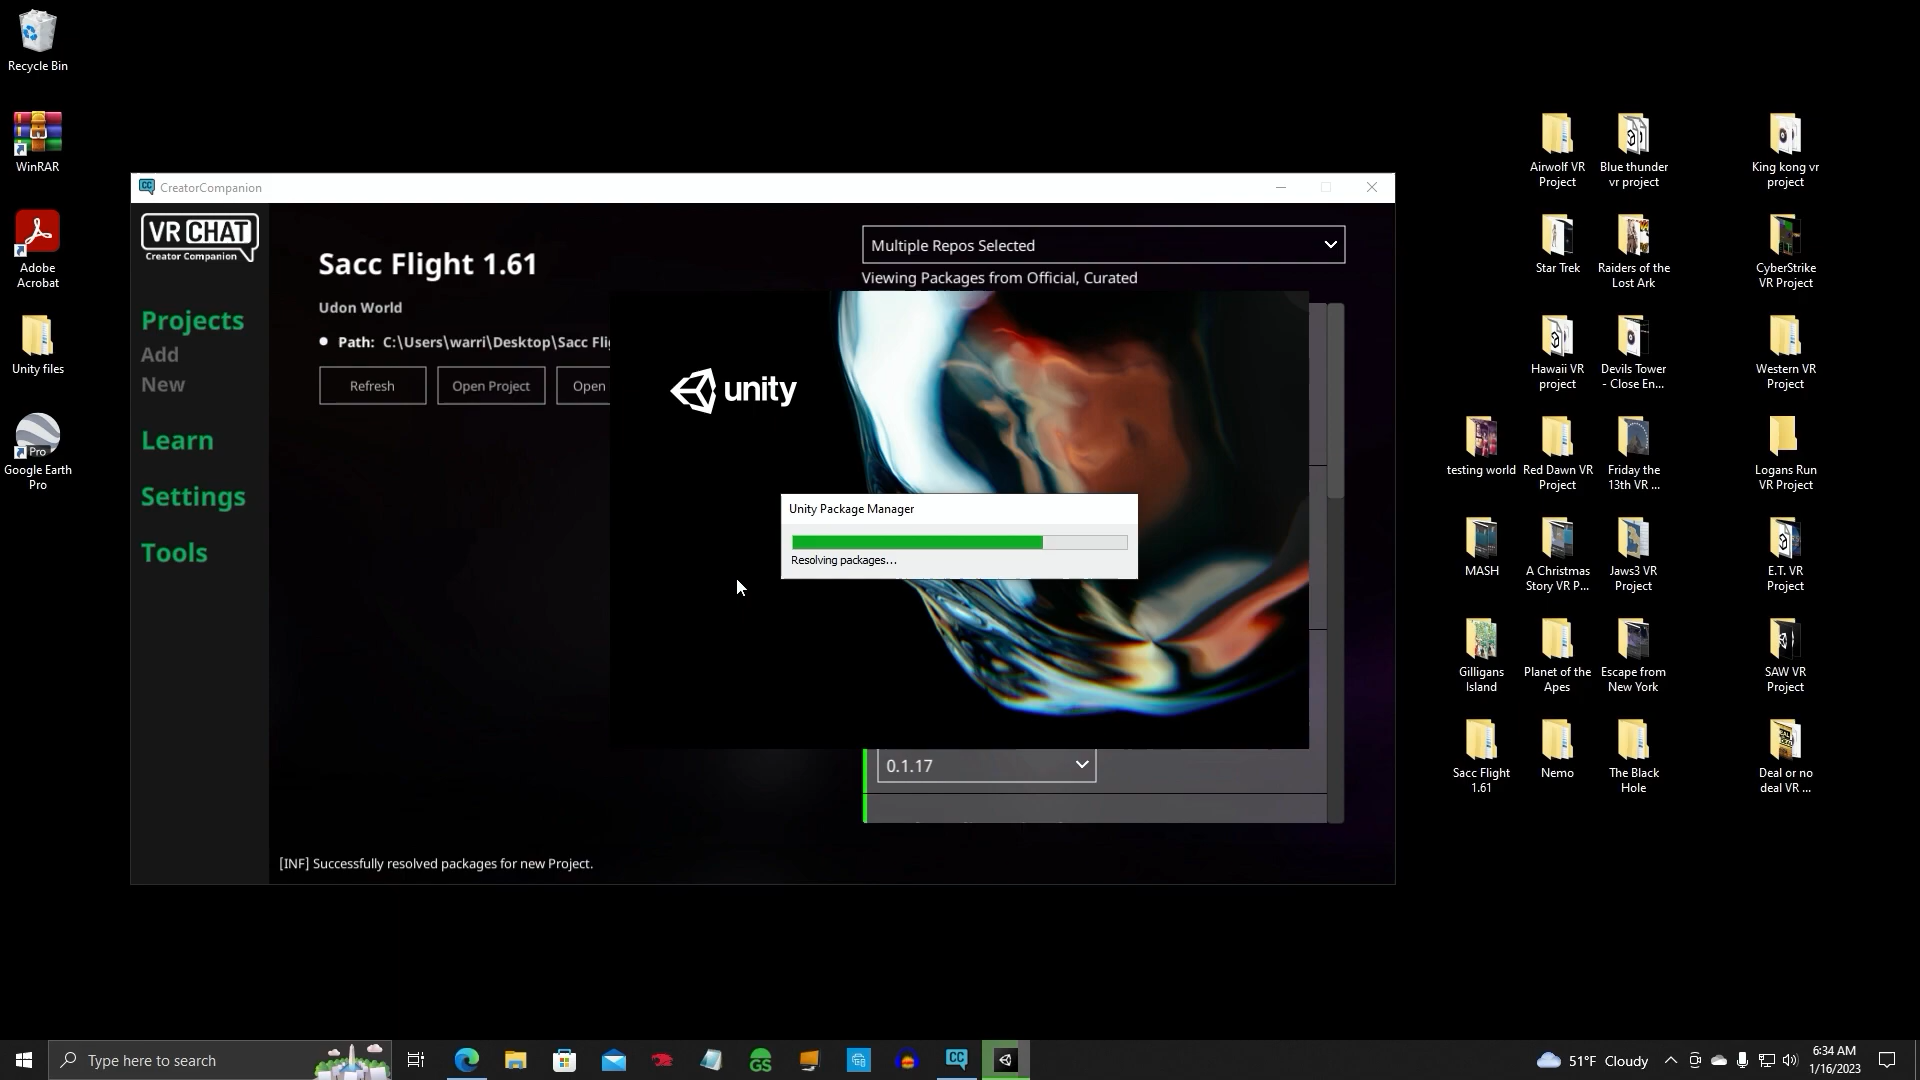 Recycle Bin
WinRAR
Adobe
Acrobat
Unity files
Pro
Google Earth
Pro
CC
CreatorCompanion
VR CHAT
Creator Companion
Projects
Add
New
Learn
Settings
Tools
Sacc Flight 1.61
Udon World
Path: C:\Users\warri\Desktop\Sacc Fli
Refresh
Open Project
Open
Multiple Repos Selected
Viewing Packages from Official, Curated
unity
Unity Package Manager
Resolving packages...
0.1.17
[INF] Successfully resolved packages for new Project.
Airwolf VR
Project
Blue thunder
vr project
King kong vr
project
Star Trek
Raiders of the
Lost Ark
CyberStrike
VR Project
Hawaii VR
project
Devils Tower
- Close En...
Western VR
Project
testing world
Red Dawn VR
Project
Friday the
13th VR ...
Logans Run
VR Project
MASH
A Christmas
Story VR P...
Jaws3 VR
Project
E.T. VR
Project
Gilligans
Island
Planet of the
Apes
Escape from
New York
SAW VR
Project
Sacc Flight
1.61
Nemo
The Black
Hole
Deal or no
deal VR ...
Type here to search
GS
CC
51°F Cloudy
6:34 AM
1/16/2023